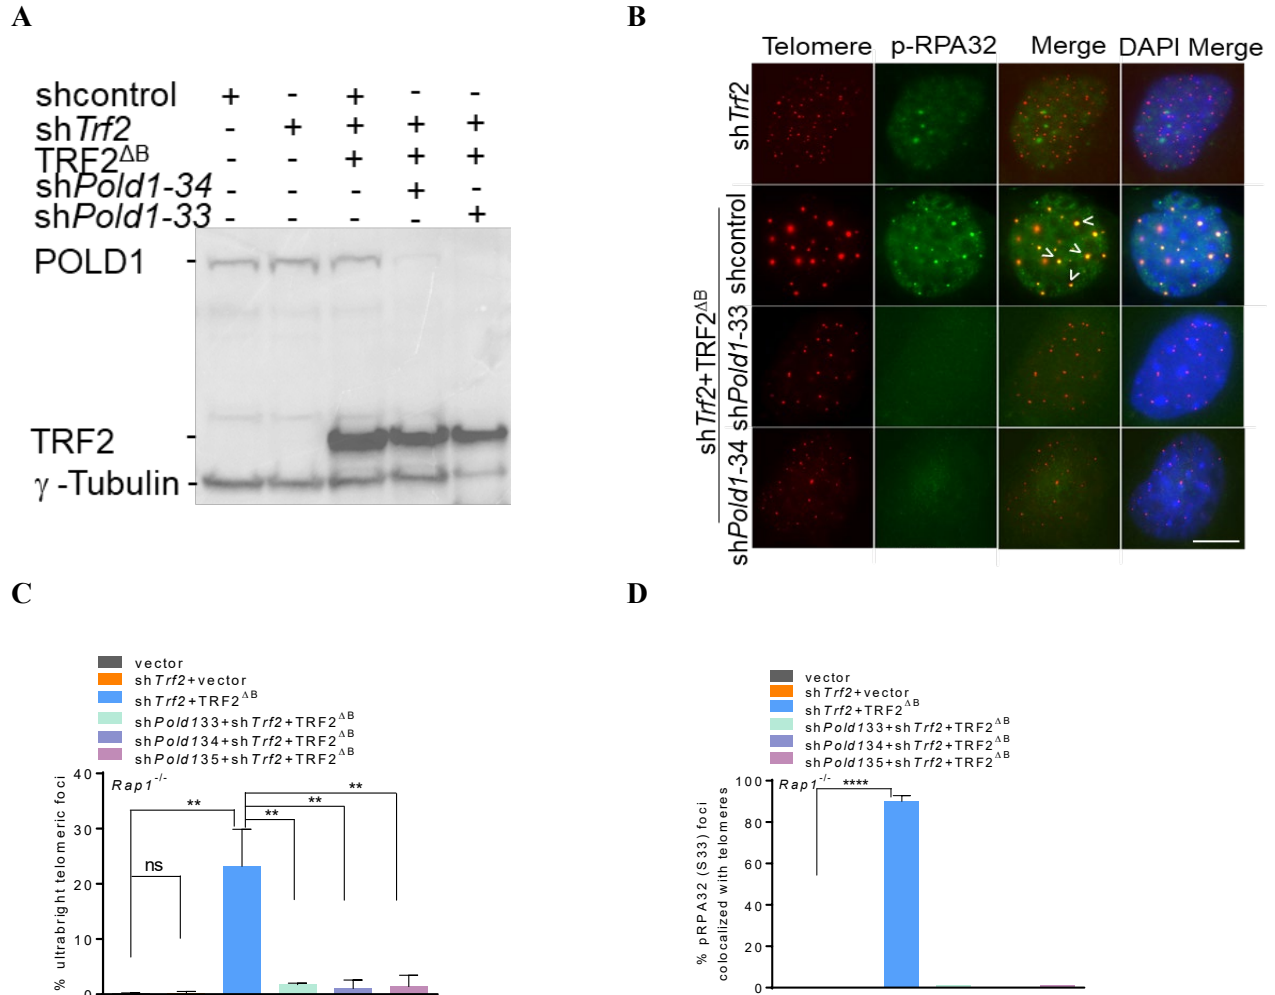 A
shcontrol + - + - -
shTrf2 - + + + +
TRF2ΔB - - + + +
shPold1-34 - - - + -
shPold1-33 - - - - +
POLD1 -
TRF2 -
γ -Tubulin -
B
Telomere p-RPA32 Merge DAPI Merge
shTrf2
shTrf2+TRF2ΔB
shcontrol
shPold1-33
shPold1-34
C
vector
shTrf2+vector
shTrf2+TRF2ΔB
shPold133+shTrf2+TRF2ΔB
shPold134+shTrf2+TRF2ΔB
shPold135+shTrf2+TRF2ΔB
% ultrabright telomeric foci
40
30
20
10
0
Rap1-/-
**
**
**
**
ns
D
vector
shTrf2+vector
shTrf2+TRF2ΔB
shPold133+shTrf2+TRF2ΔB
shPold134+shTrf2+TRF2ΔB
shPold135+shTrf2+TRF2ΔB
% pRPA32 (S33) foci
colocalized with telomeres
100
80
60
40
20
0
Rap1-/-
****